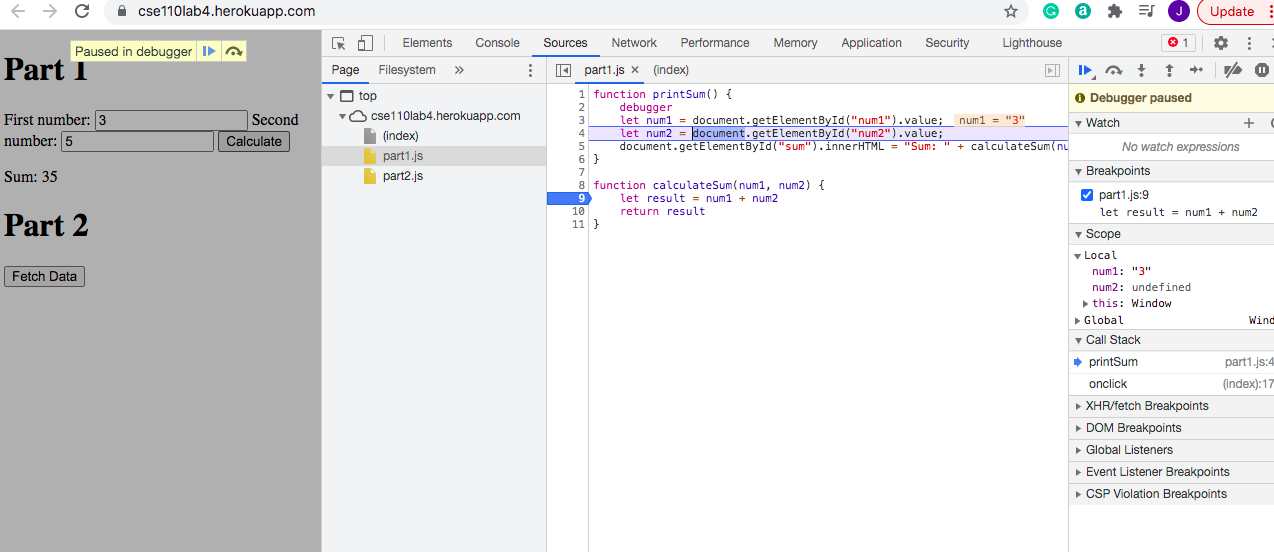 cse110lab4.herokuapp.com
a
J
Update
Paused in debugger
Part 1
First number: 3 Second
number: 5 Calculate
Sum: 35
Part 2
Fetch Data
Elements Console Sources Network Performance Memory Application Security Lighthouse 1
Page Filesystem »
top
cse110lab4.herokuapp.com
(index)
part1.js
part2.js
part1.js × (index)
1 function printSum() {
2 debugger
3 let num1 = document.getElementById("num1").value; num1 = "3"
4 let num2 = document.getElementById("num2").value;
5 document.getElementById("sum").innerHTML = "Sum: " + calculateSum(nu
6 }
7
8 function calculateSum(num1, num2) {
9 let result = num1 + num2
10 return result
11 }
Debugger paused
Watch
No watch expressions
Breakpoints
part1.js:9
let result = num1 + num2
Scope
Local
num1: "3"
num2: undefined
this: Window
Global Wind
Call Stack
printSum part1.js:4
onclick (index):17
XHR/fetch Breakpoints
DOM Breakpoints
Global Listeners
Event Listener Breakpoints
CSP Violation Breakpoints